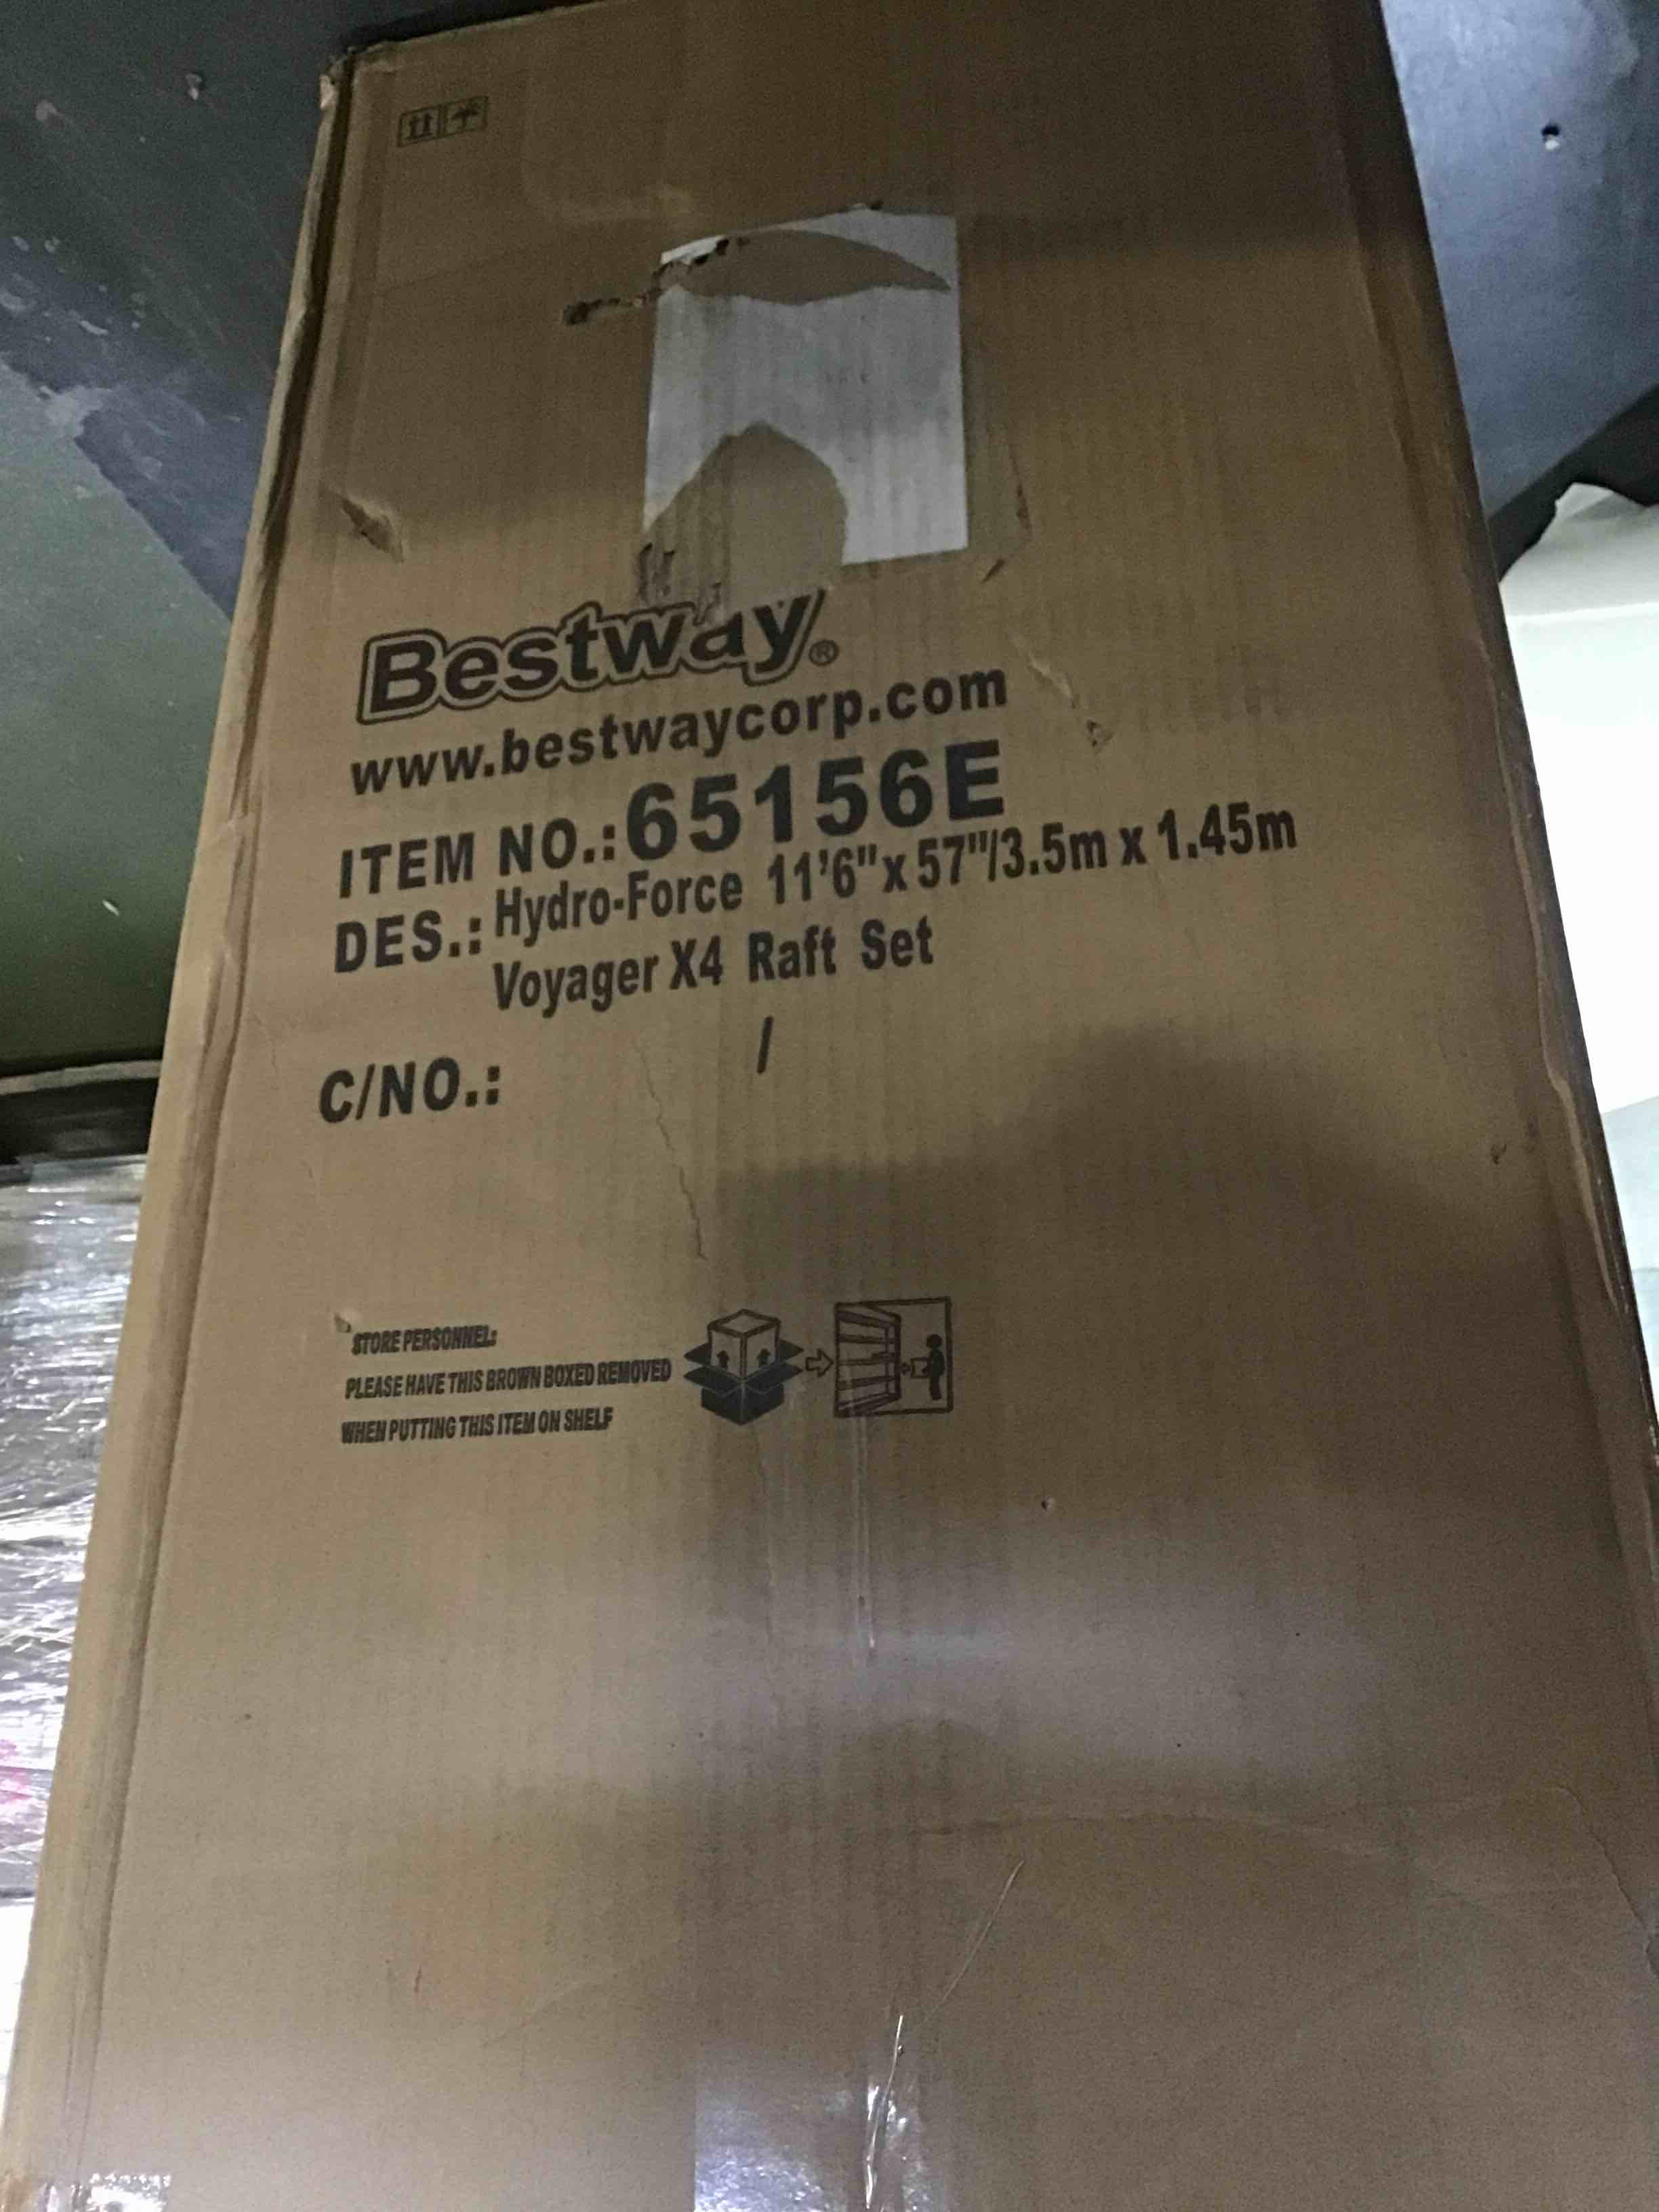 Bestway®
www.bestwaycorp.com
ITEM NO.:65156E
DES.: Hydro-Force 11'6"x 57"/3.5m x 1.45m
Voyager X4 Raft Set
C/NO.: /
STORE PERSONNEL:
PLEASE HAVE THIS BROWN BOXED REMOVED
WHEN PUTTING THIS ITEM ON SHELF